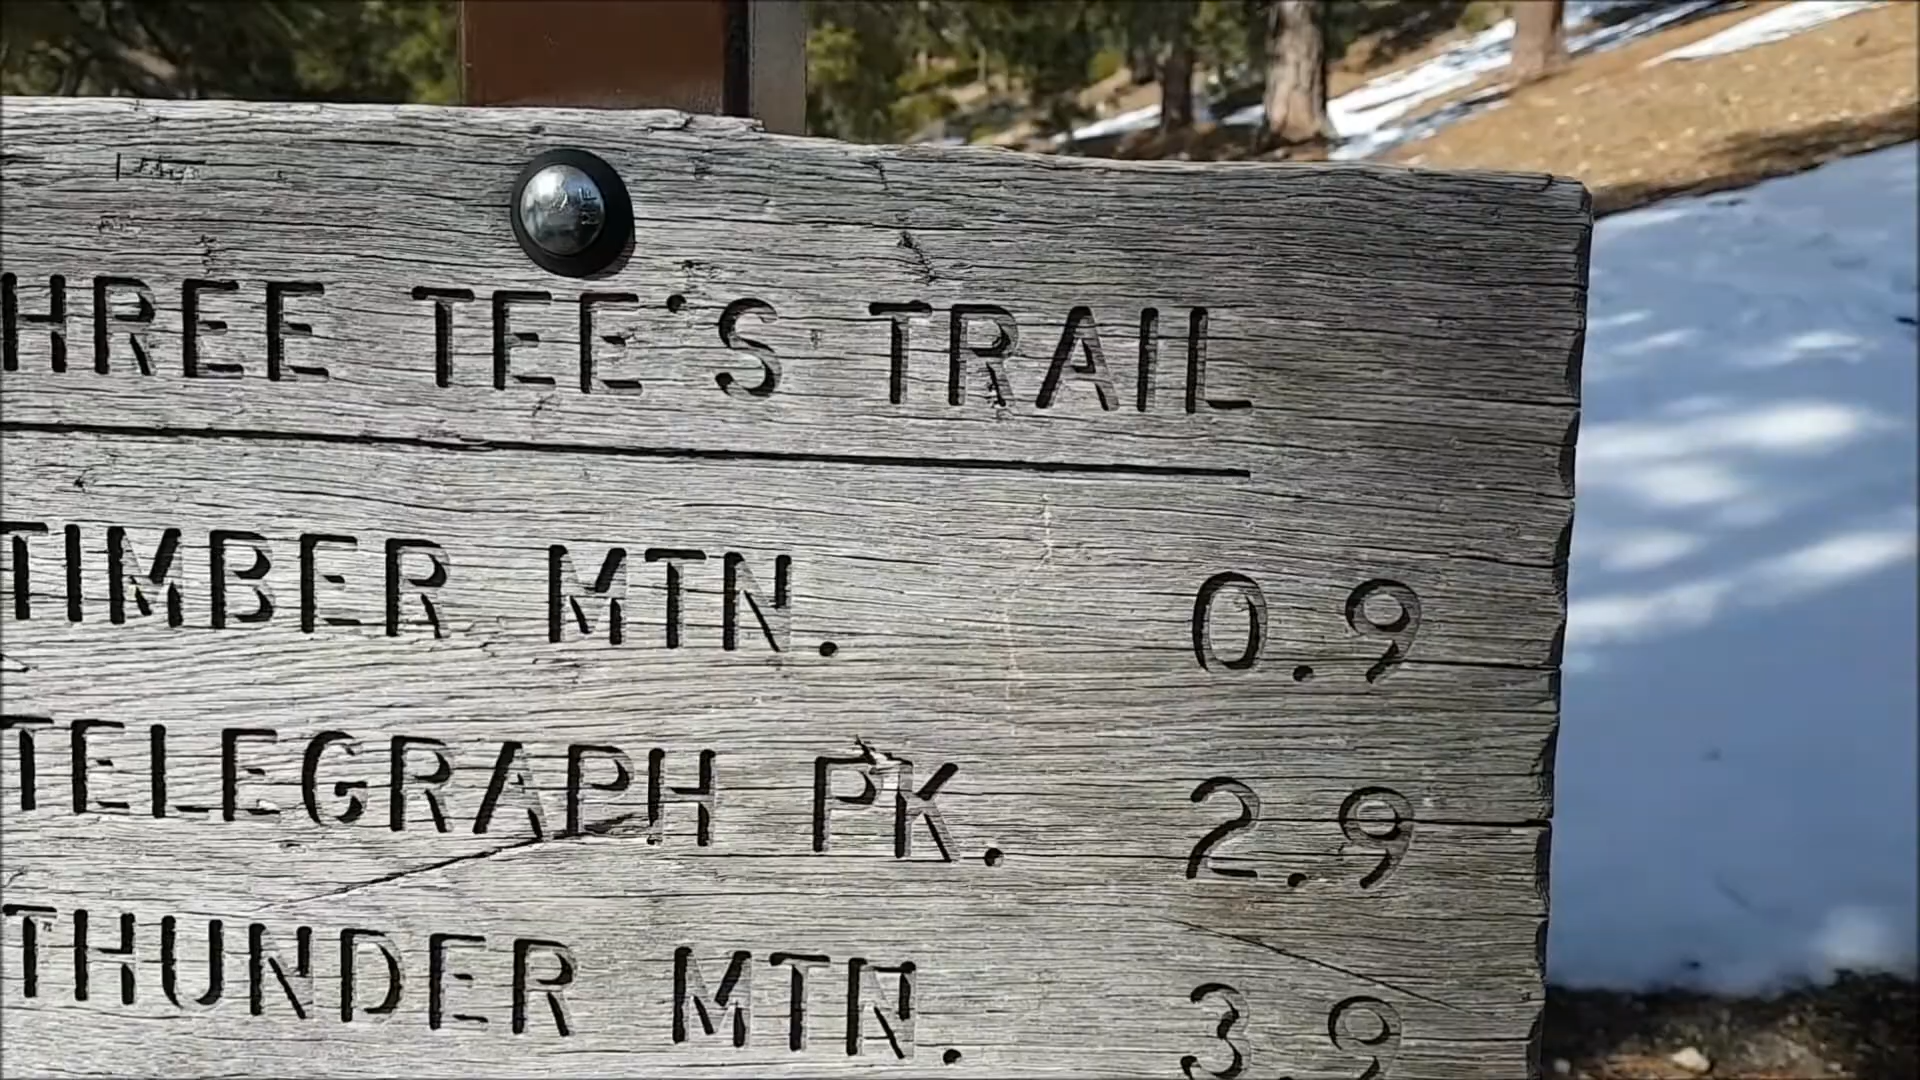 HREE TEE'S TRAIL
TIMBER MTN. 0.9
TELEGRAPH PK. 2.9
THUNDER MTN. 3.9